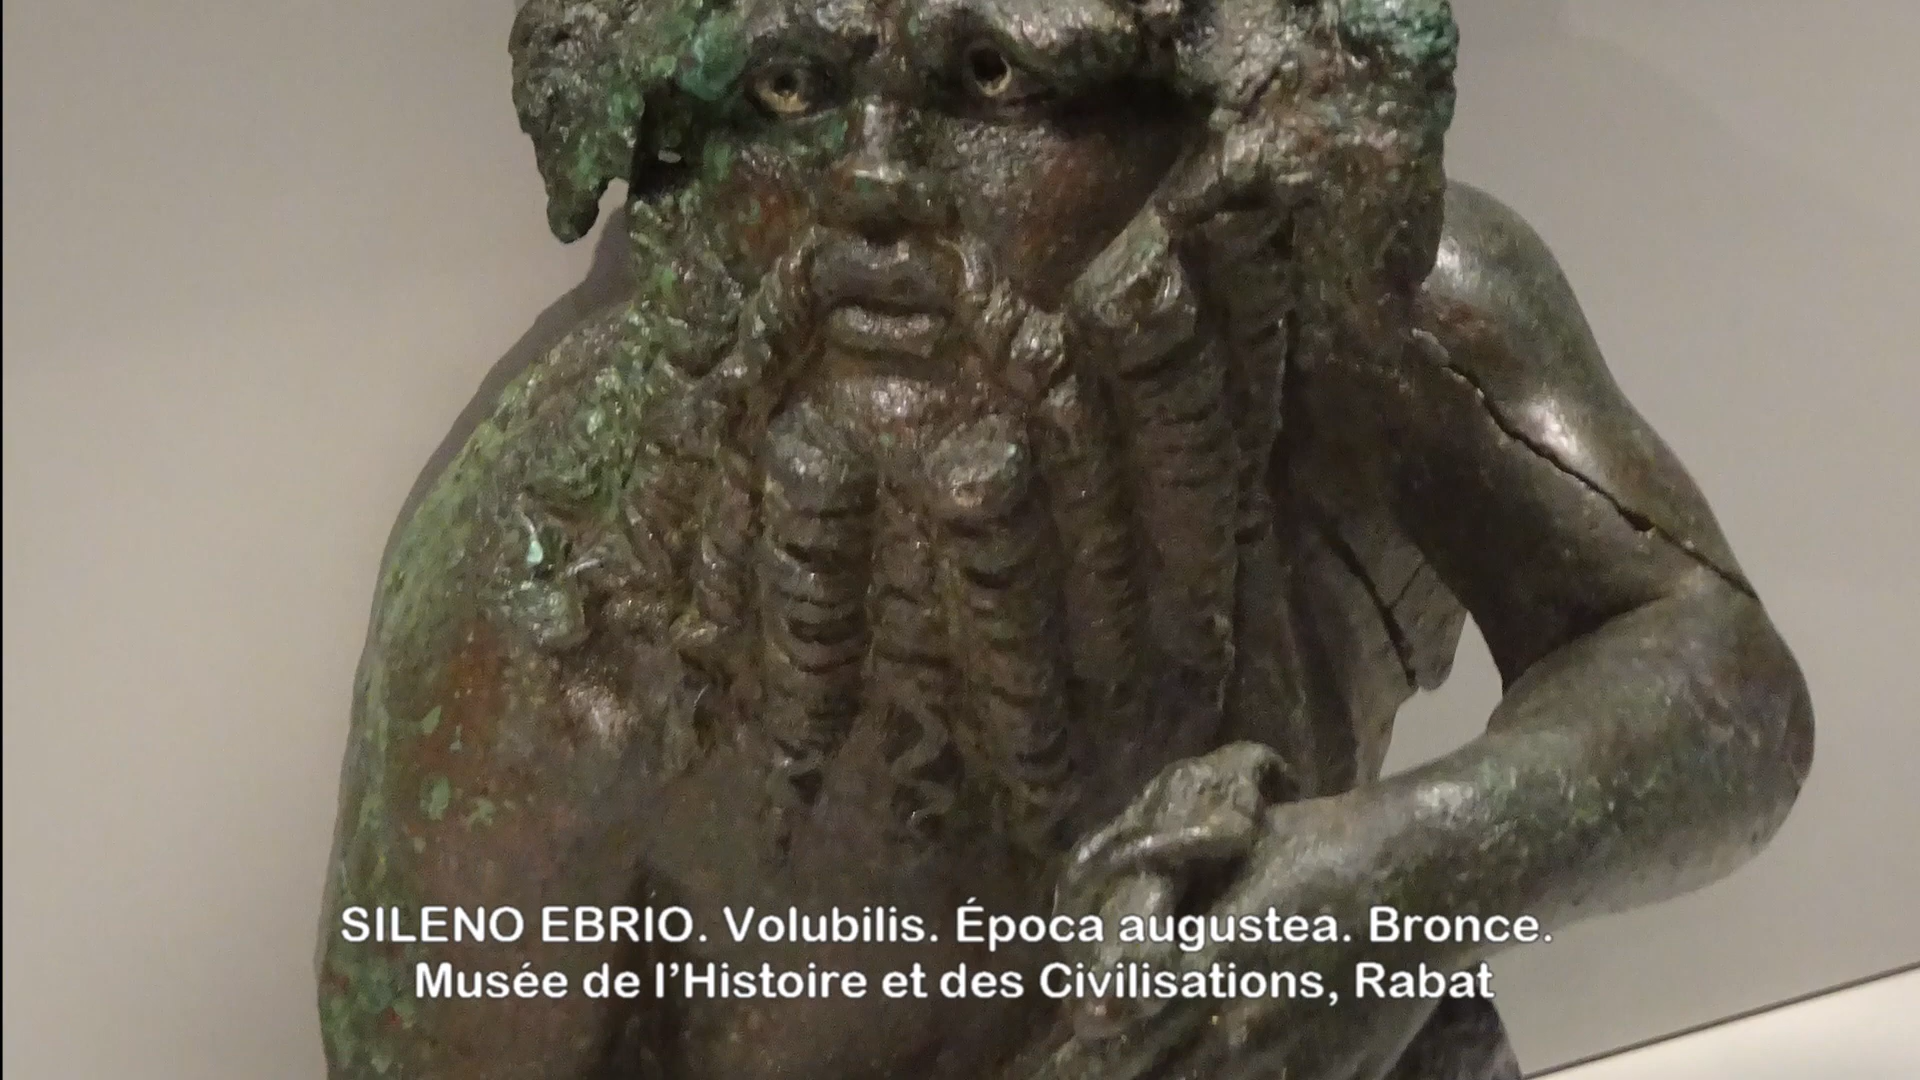 SILENO EBRIO. Volubilis. Época augustea. Bronce.
Musée de l’Histoire et des Civilisations, Rabat